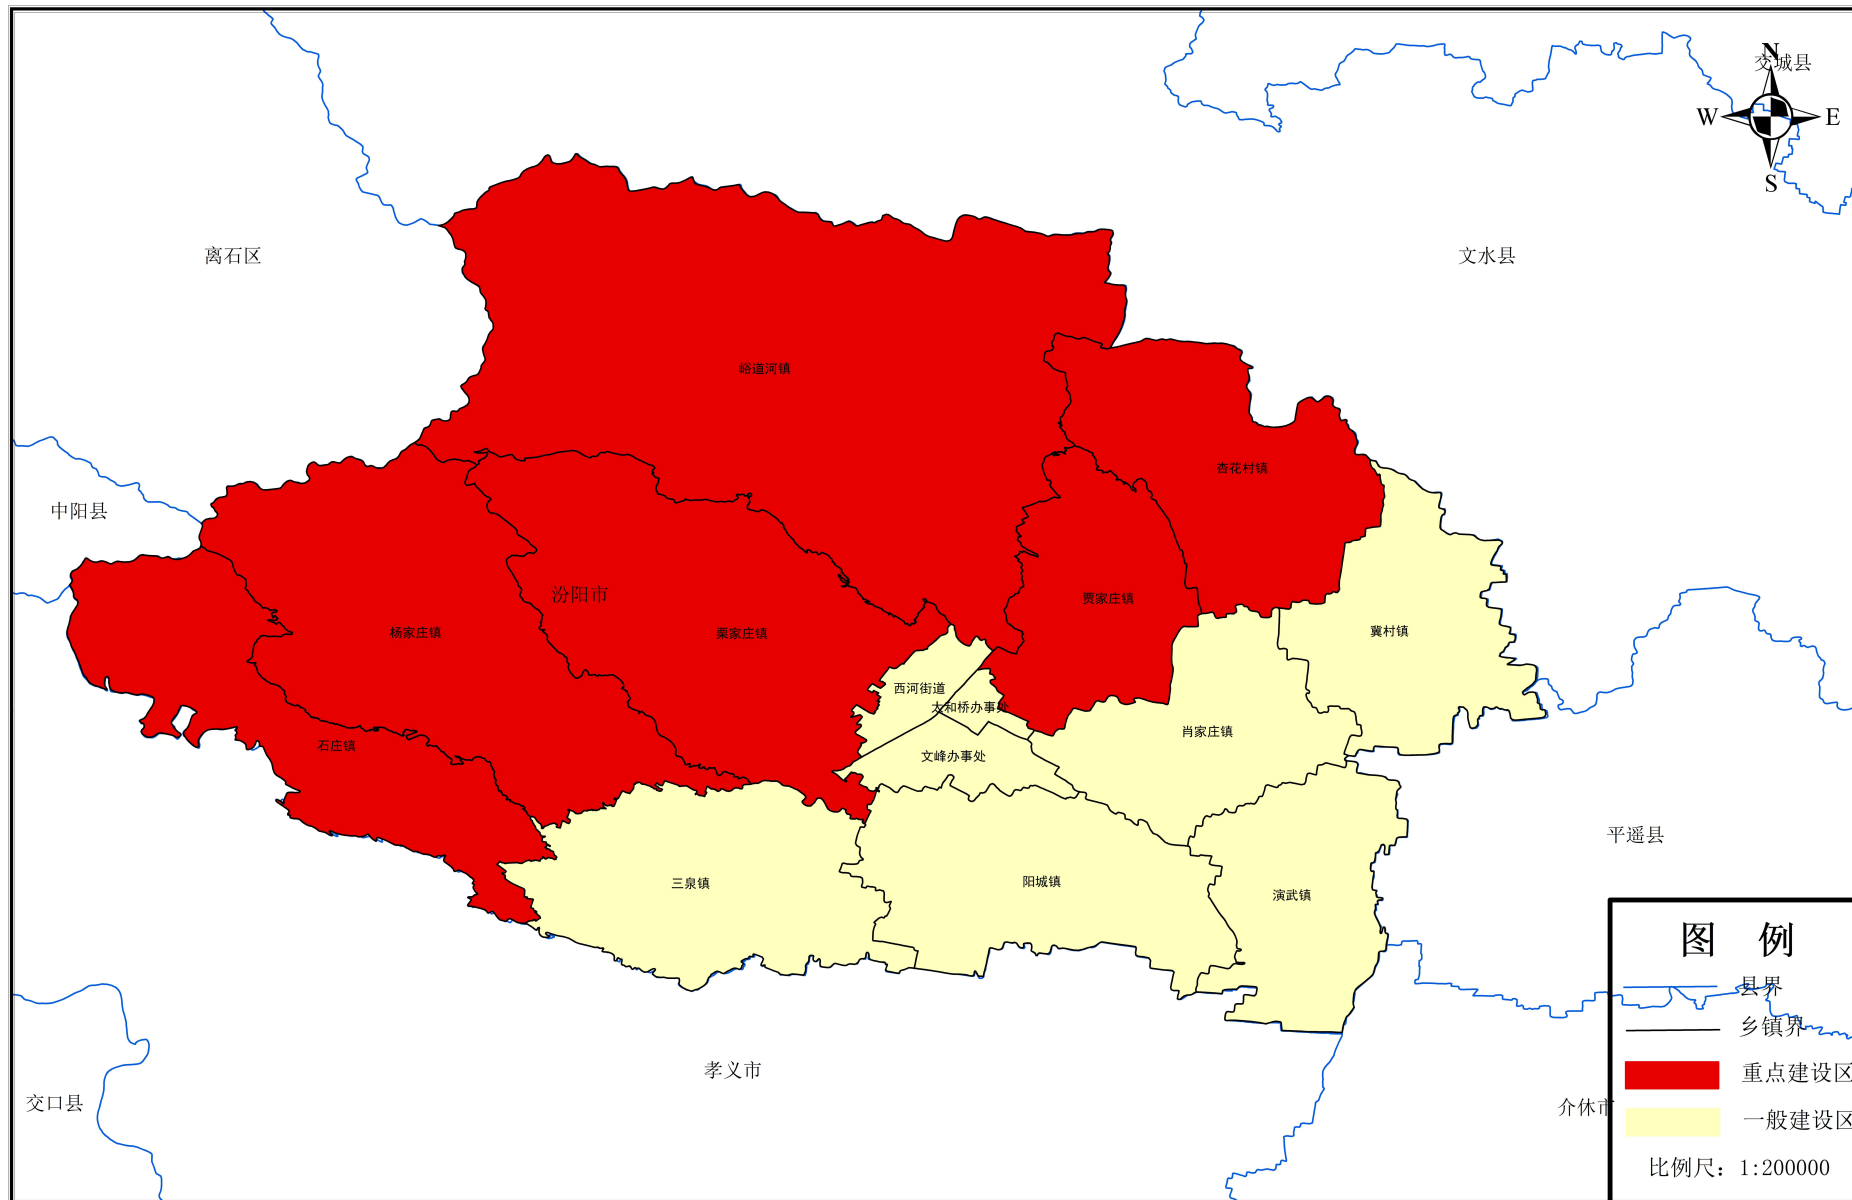 N
交城县
W
E
S
离石区
文水县
峪道河镇
杏花村镇
中阳县
汾阳市
贾家庄镇
杨家庄镇
栗家庄镇
冀村镇
西河街道
太和桥办事处
肖家庄镇
石庄镇
文峰办事处
平遥县
三泉镇
阳城镇
演武镇
图 例
县界
乡镇界
孝义市
重点建设区
交口县
介休市
一般建设区
比例尺：1:200000